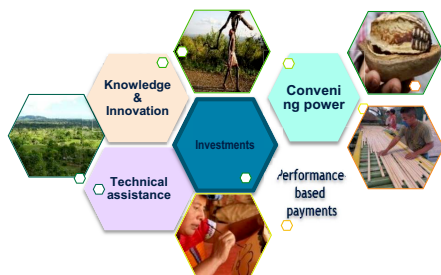 Knowledge
&
Innovation
Conveni
ng power
Investments
Technical
assistance
Performance
based
payments